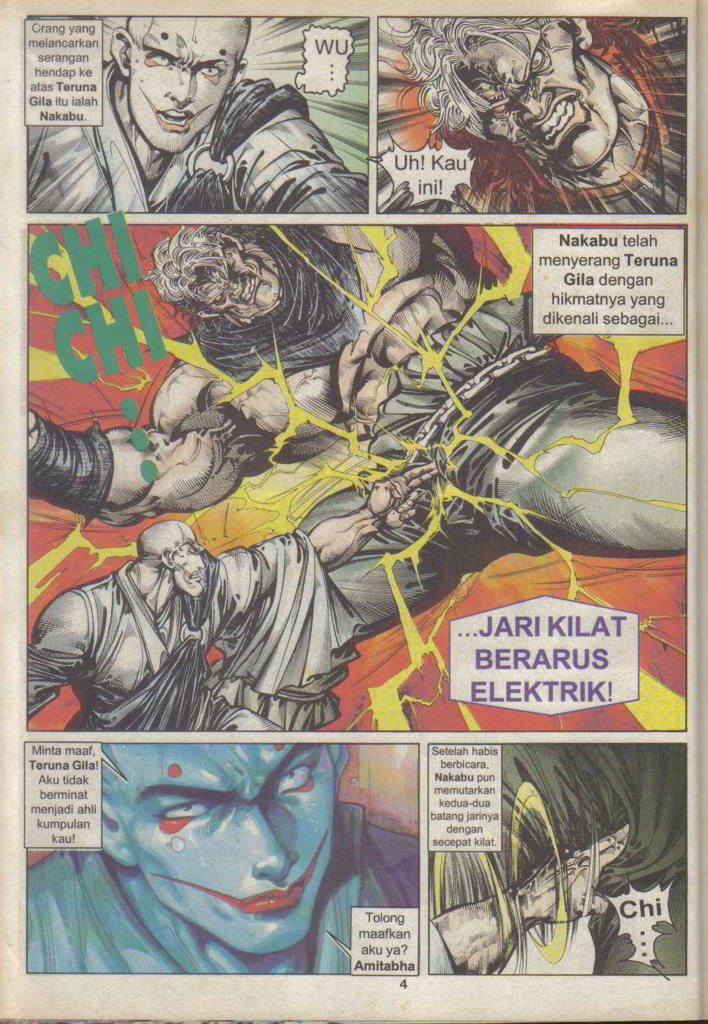 Orang yang
melancarkan
serangan
hendap ke
atas Teruna
Gila itu ialah
Nakabu.
WU
...
Uh! Kau
ini!
CHI
CHI
...
Nakabu telah
menyerang Teruna
Gila dengan
hikmatnya yang
dikenali sebagai...
...JARI KILAT
BERARUS
ELEKTRIK!
Minta maaf,
Teruna Gila!
Aku tidak
berminat
menjadi ahli
kumpulan
kau!
Tolong
maafkan
aku ya?
Amitabha
Setelah habis
berbicara,
Nakabu pun
memutarkan
kedua-dua
batang jarinya
dengan
secepat kilat.
Chi
...
4